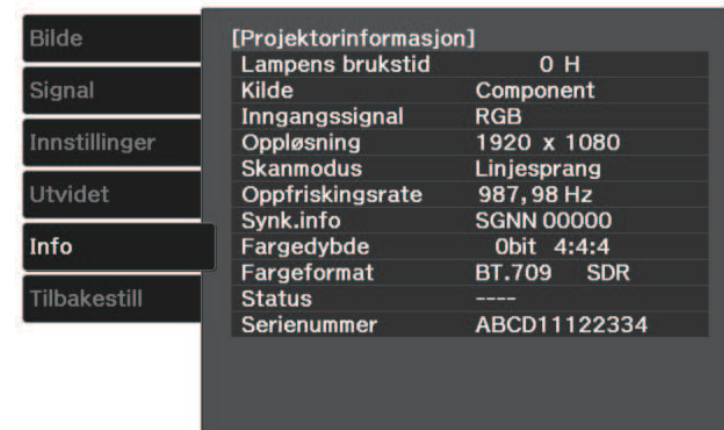 Bilde
Signal
Innstillinger
Utvidet
Info
Tilbakestill
[Projektorinformasjon]
Lampens brukstid 0 H
Kilde Component
Inngangssignal RGB
Oppløsning 1920 x 1080
Skanmodus Linjesprang
Oppfriskingsrate 987,98 Hz
Synk.info SGNN 00000
Fargedybde 0bit 4:4:4
Fargeformat BT.709 SDR
Status ----
Serienummer ABCD11122334